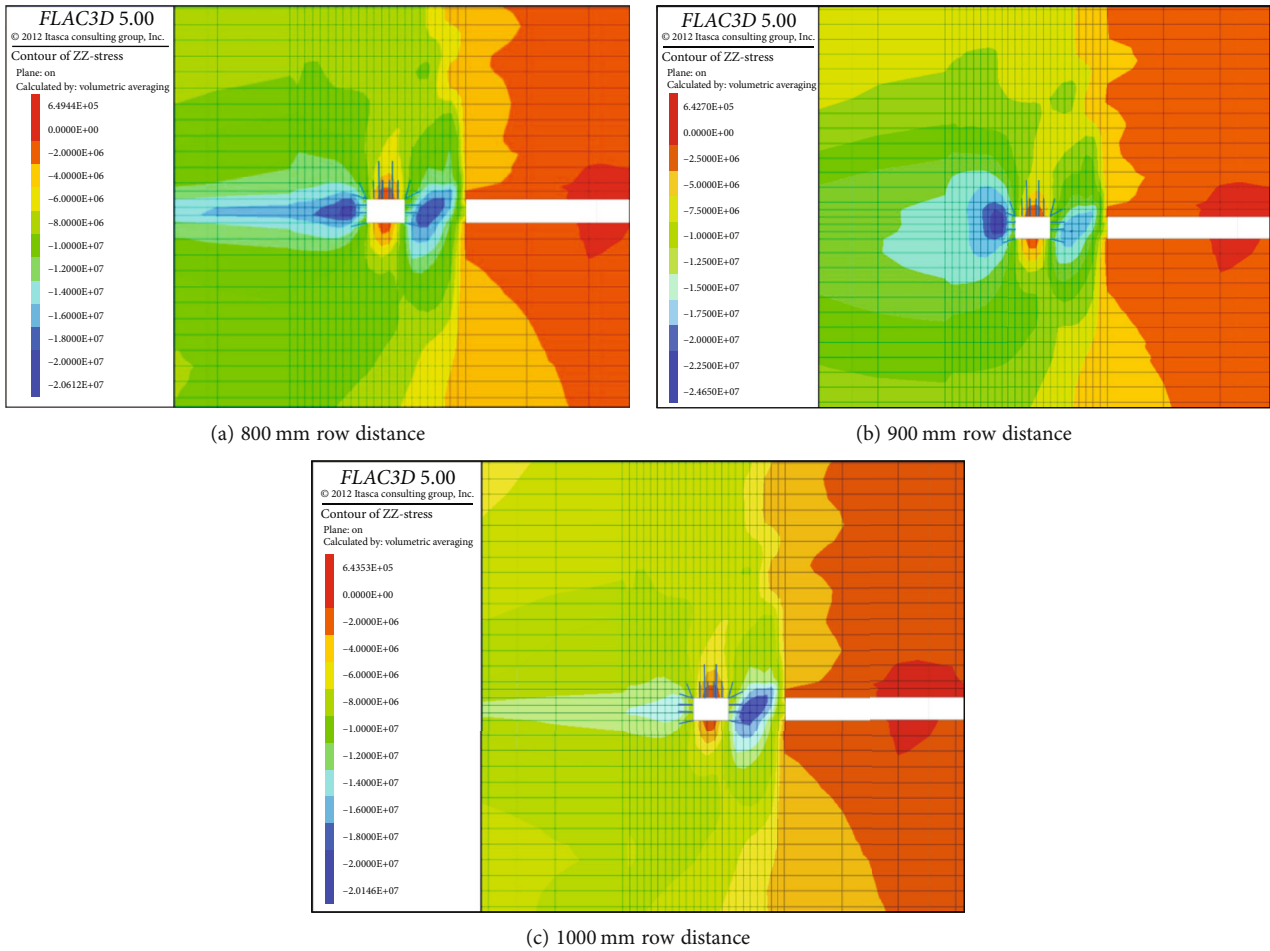 FLAC3D 5.00
© 2012 Itasca consulting group, Inc.
Contour of ZZ-stress
Plane: on
Calculated by: volumetric averaging
6.4944E+05
0.0000E+00
–2.0000E+06
–4.0000E+06
–6.0000E+06
–8.0000E+06
–1.0000E+07
–1.2000E+07
–1.4000E+07
–1.6000E+07
–1.8000E+07
–2.0000E+07
–2.0612E+07
(a) 800 mm row distance
FLAC3D 5.00
© 2012 Itasca consulting group, Inc.
Contour of ZZ-stress
Plane: on
Calculated by: volumetric averaging
6.4270E+05
0.0000E+00
–2.5000E+06
–5.0000E+06
–7.5000E+06
–1.0000E+07
–1.2500E+07
–1.5000E+07
–1.7500E+07
–2.0000E+07
–2.2500E+07
–2.4650E+07
(b) 900 mm row distance
FLAC3D 5.00
© 2012 Itasca consulting group, Inc.
Contour of ZZ-stress
Plane: on
Calculated by: volumetric averaging
6.4353E+05
0.0000E+00
–2.0000E+06
–4.0000E+06
–6.0000E+06
–8.0000E+06
–1.0000E+07
–1.2000E+07
–1.4000E+07
–1.6000E+07
–1.8000E+07
–2.0000E+07
–2.0146E+07
(c) 1000 mm row distance